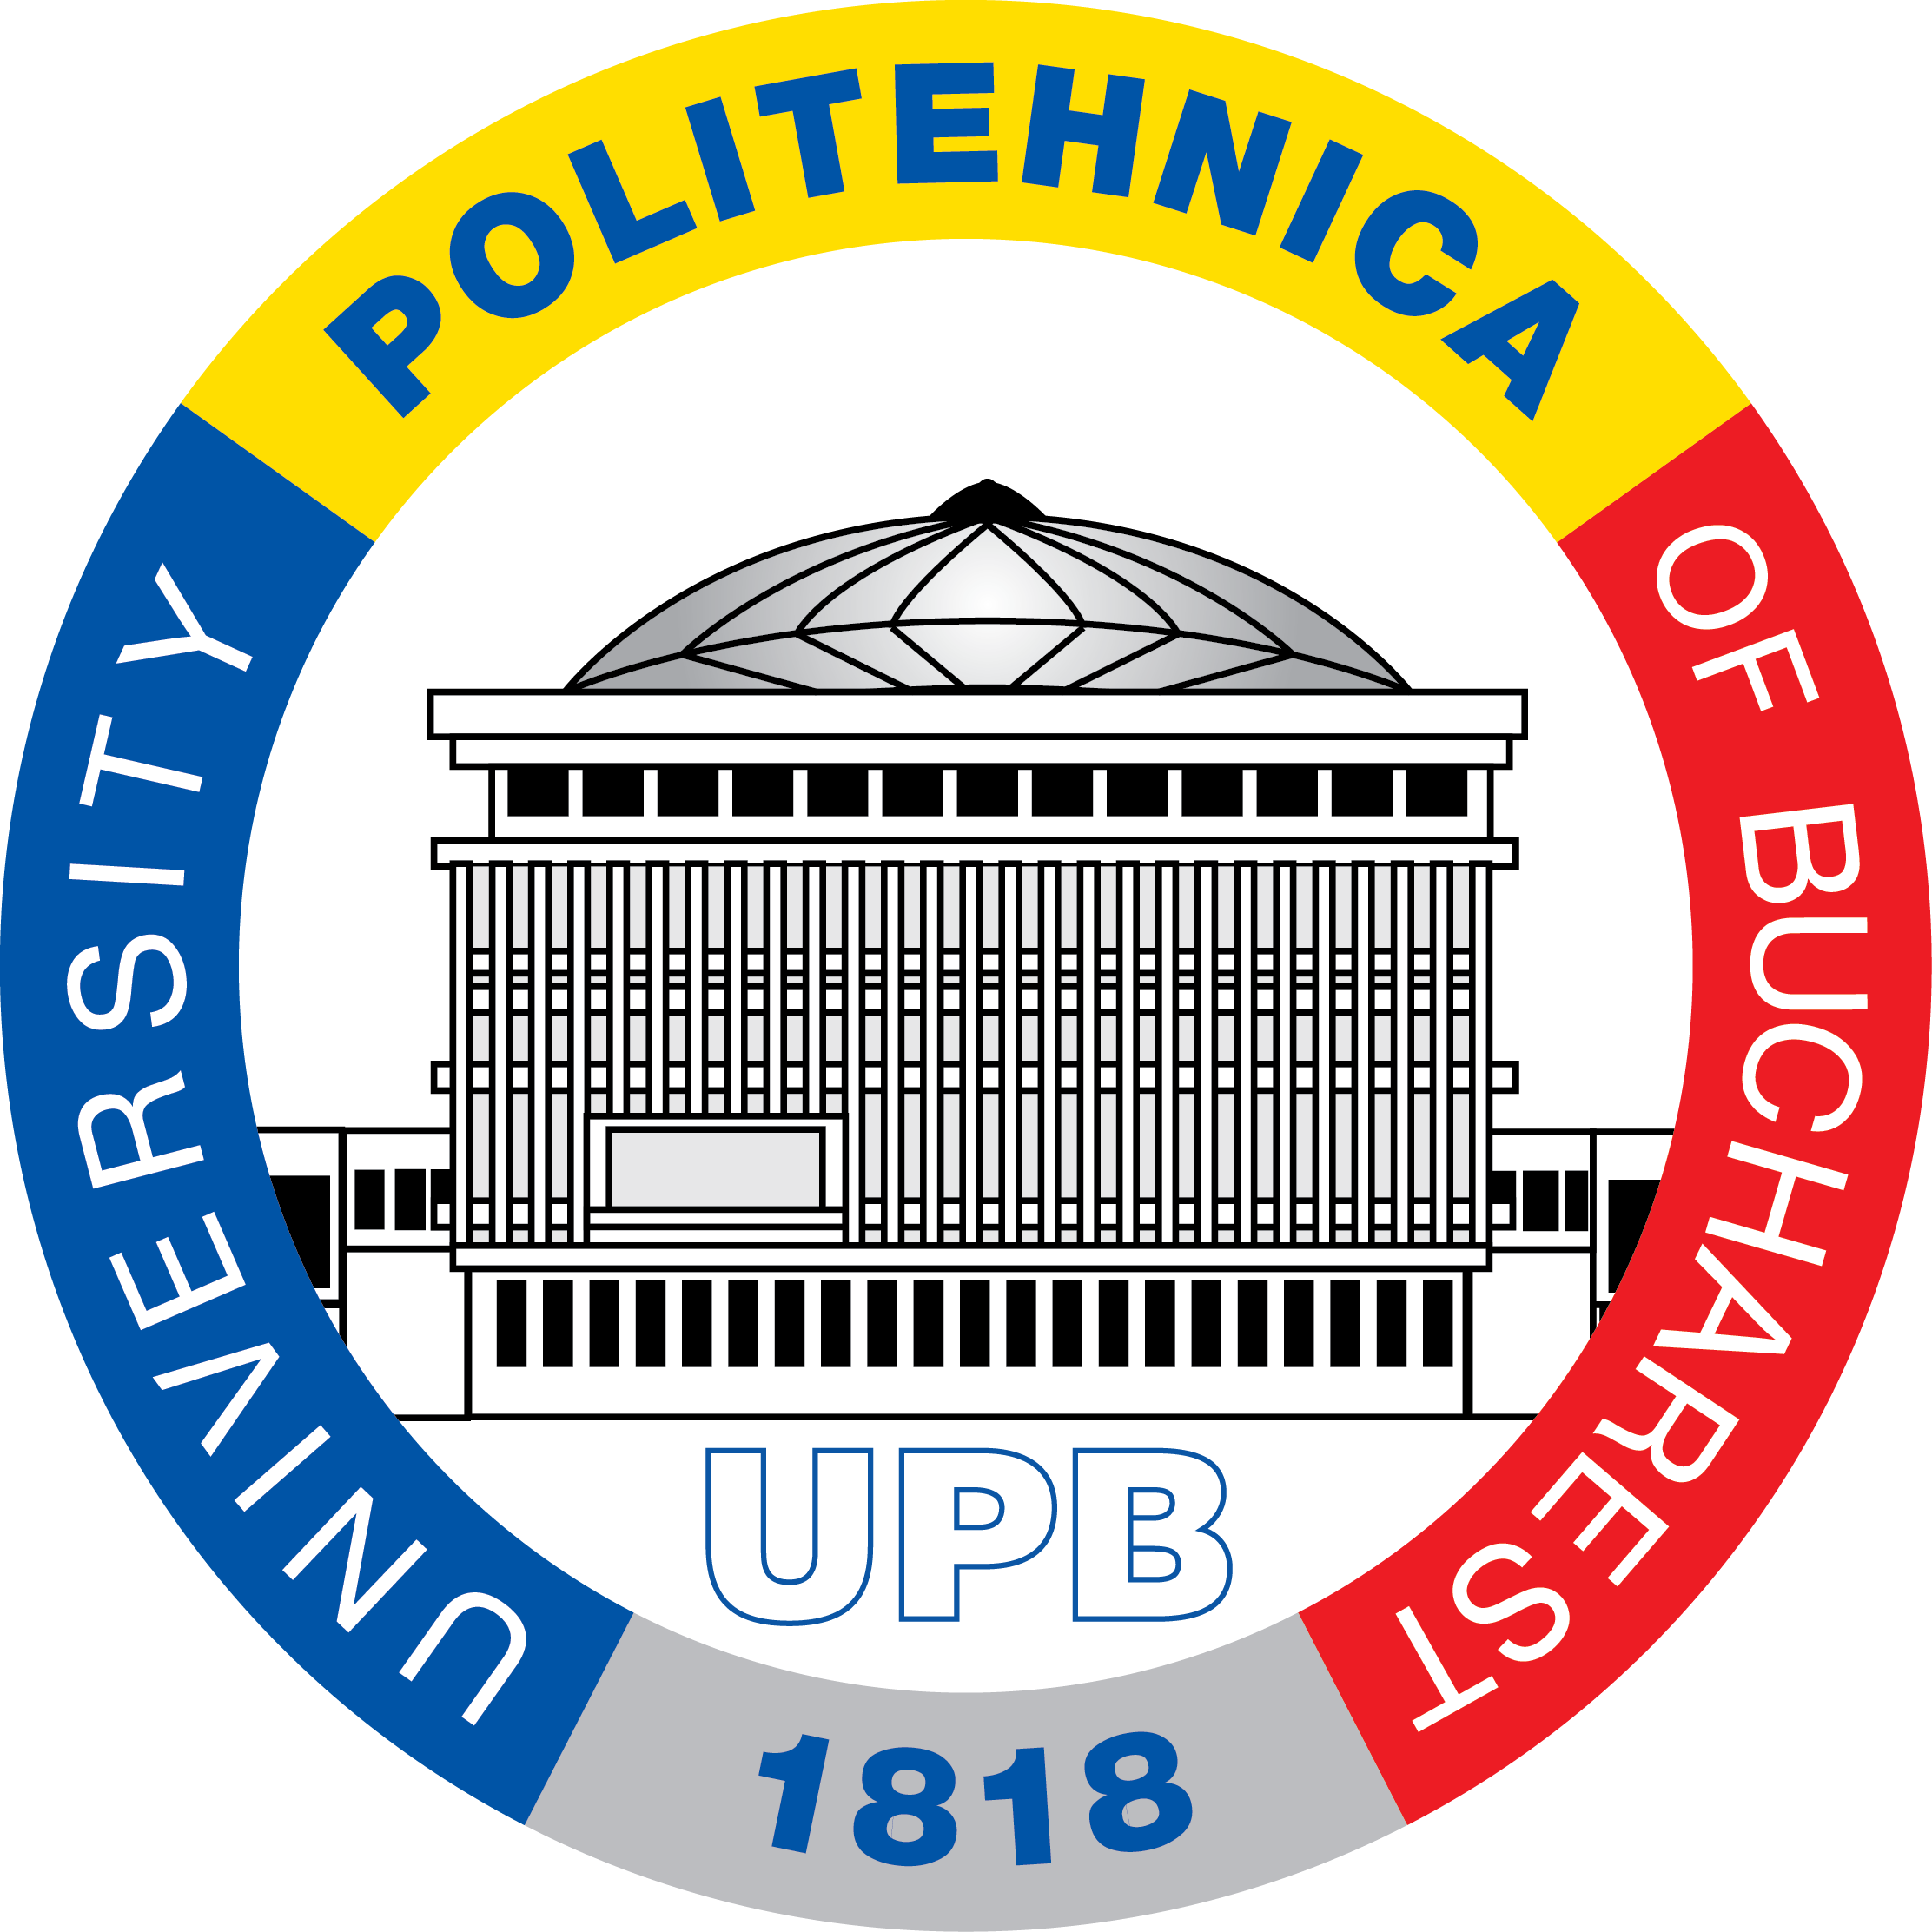 UNIVERSITY
POLITEHNICA
OF BUCHAREST
UPB
1818